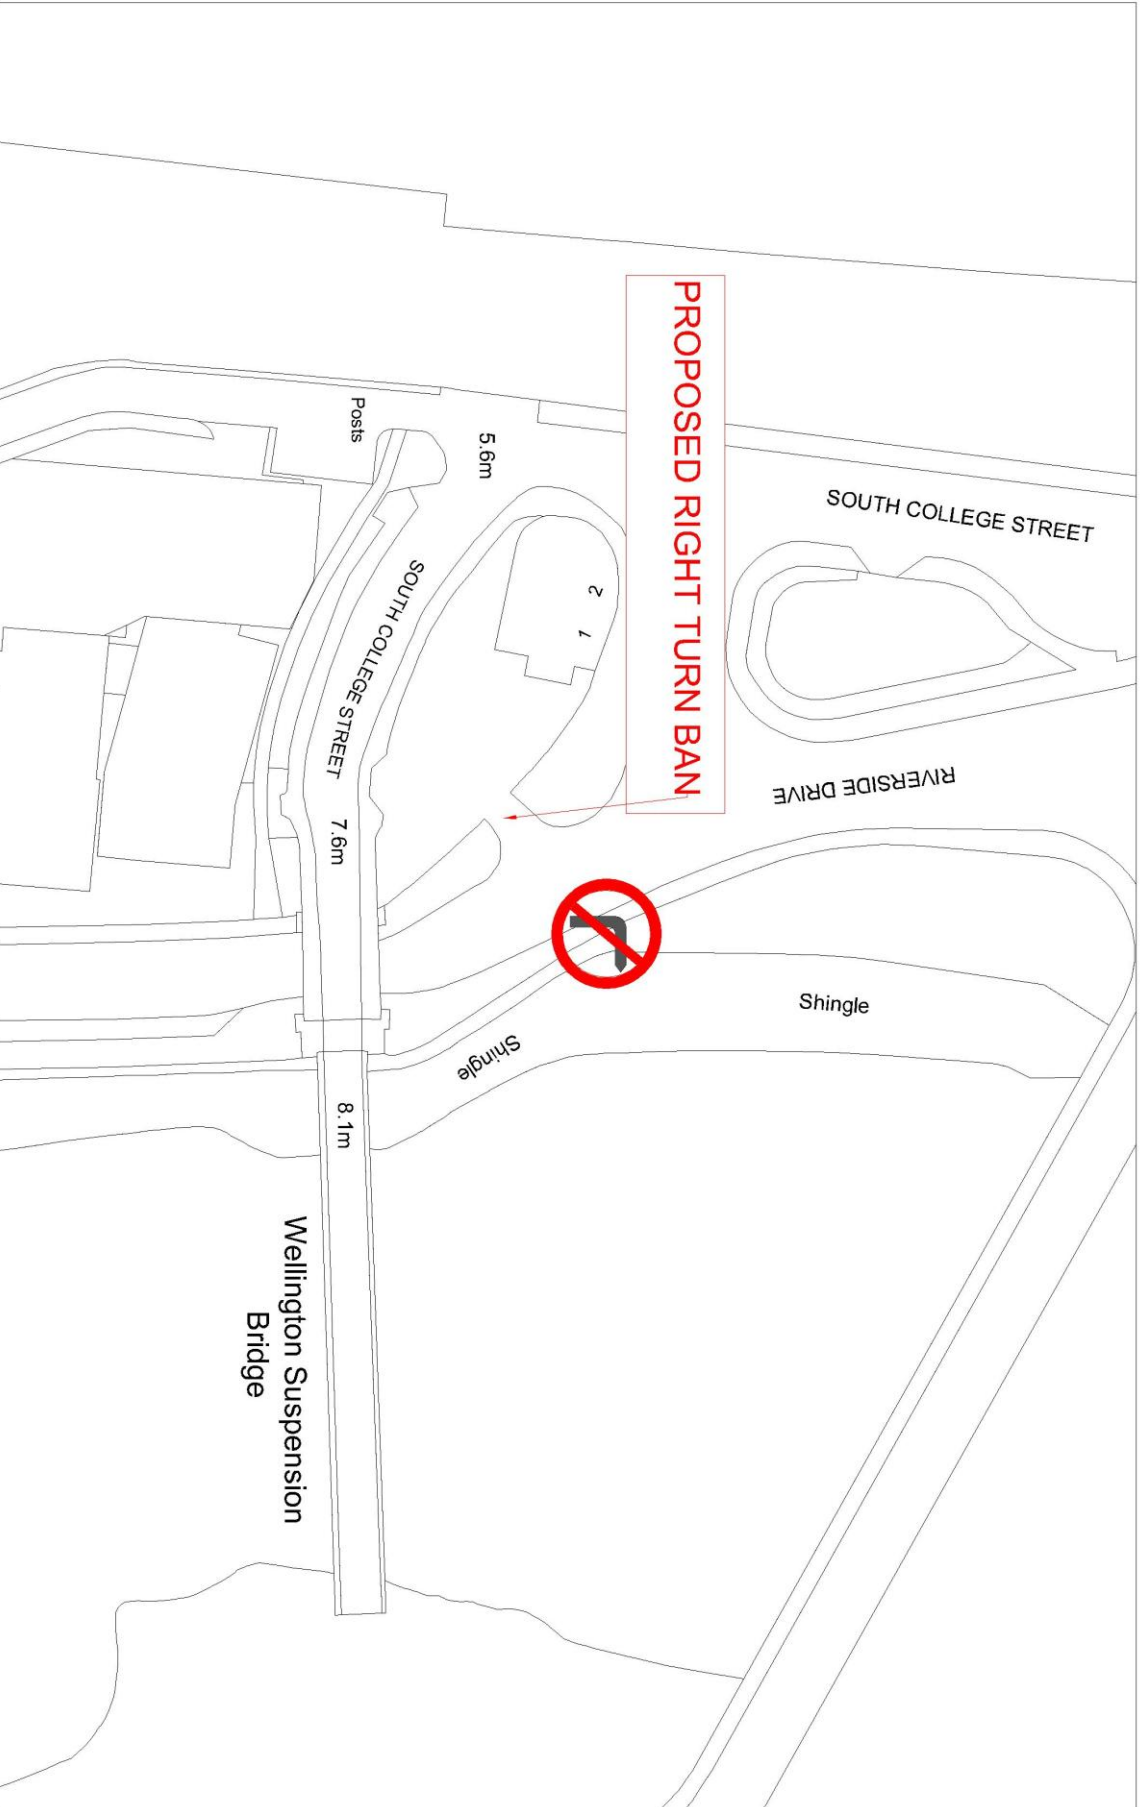 PROPOSED RIGHT TURN BAN
SOUTH COLLEGE STREET
RIVERSIDE DRIVE
Shingle
2
1
5.6m
Posts
SOUTH COLLEGE STREET
7.6m
Shingle
8.1m
Wellington Suspension
Bridge